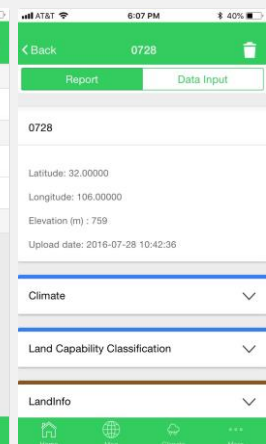 AT&T 6:07 PM 40%
Back 0728
Report Data Input
0728
Latitude: 32.00000
Longitude: 106.00000
Elevation (m) : 759
Upload date: 2016-07-28 10:42:36
Climate
Land Capability Classification
LandInfo